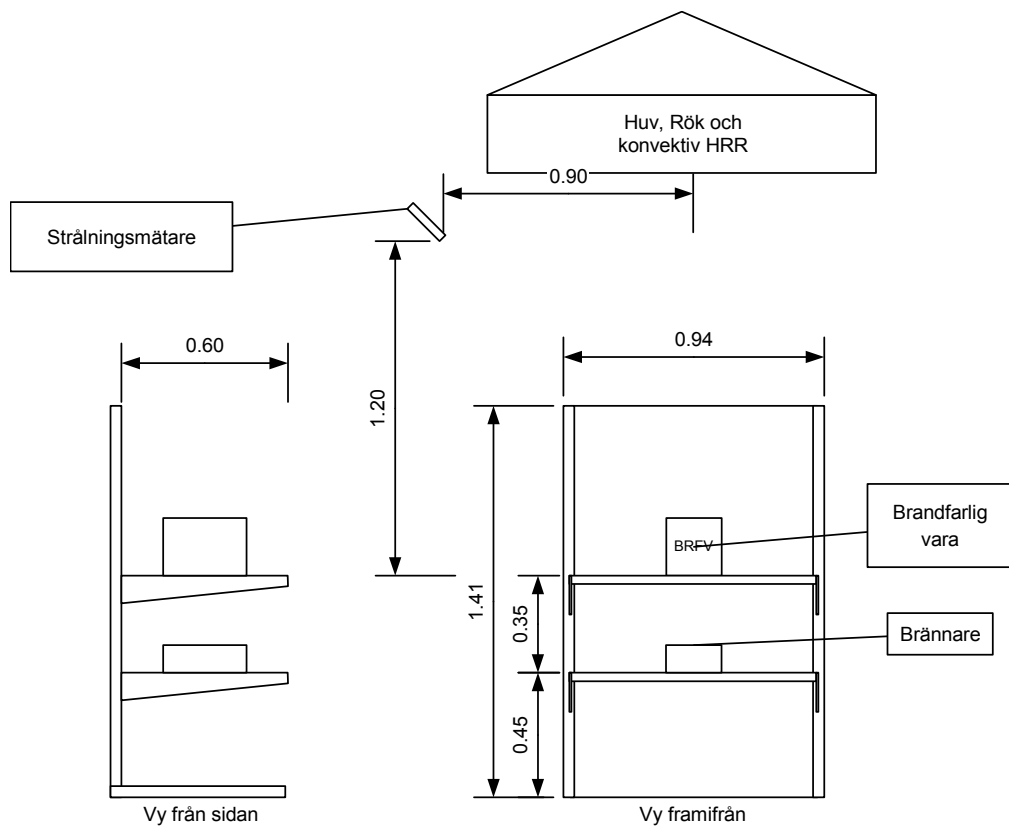 Huv, Rök och
konvektiv HRR
0.90
Strålningsmätare
0.60
0.94
1.20
1.41
Brandfarlig
vara
BRFV
0.35
Brännare
0.45
Vy från sidan
Vy framifrån